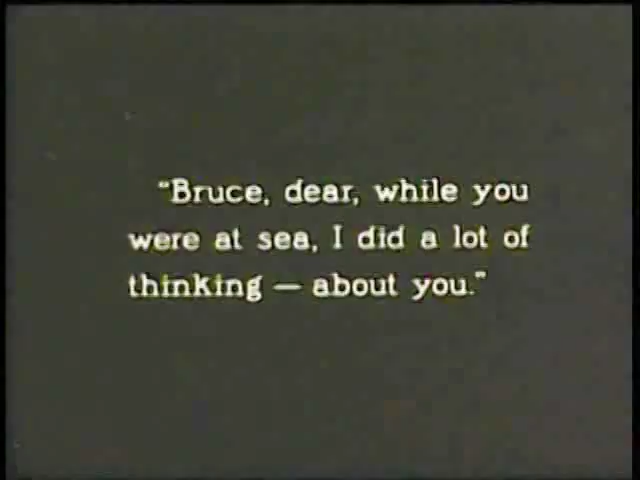 "Bruce, dear, while you
were at sea, I did a lot of
thinking — about you."